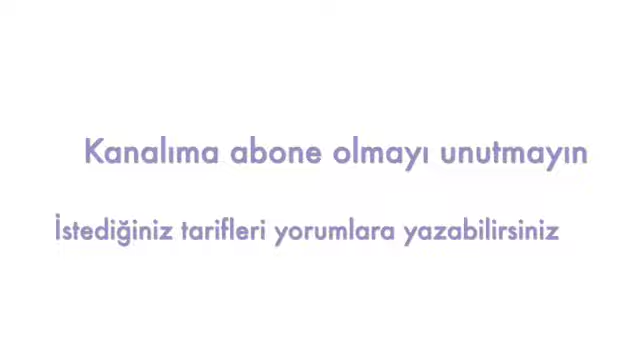 Kanalıma abone olmayı unutmayın
İstediğiniz tarifleri yorumlara yazabilirsiniz